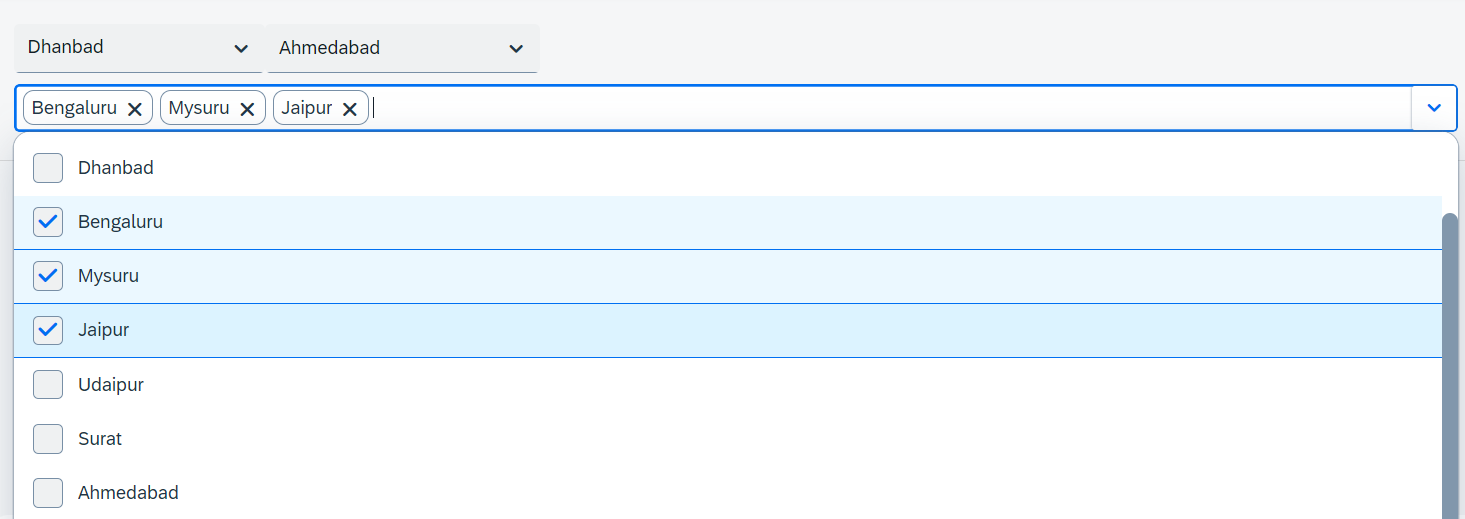 Dhanbad Ahmedabad
Bengaluru Mysuru Jaipur
Dhanbad
Bengaluru
Mysuru
Jaipur
Udaipur
Surat
Ahmedabad